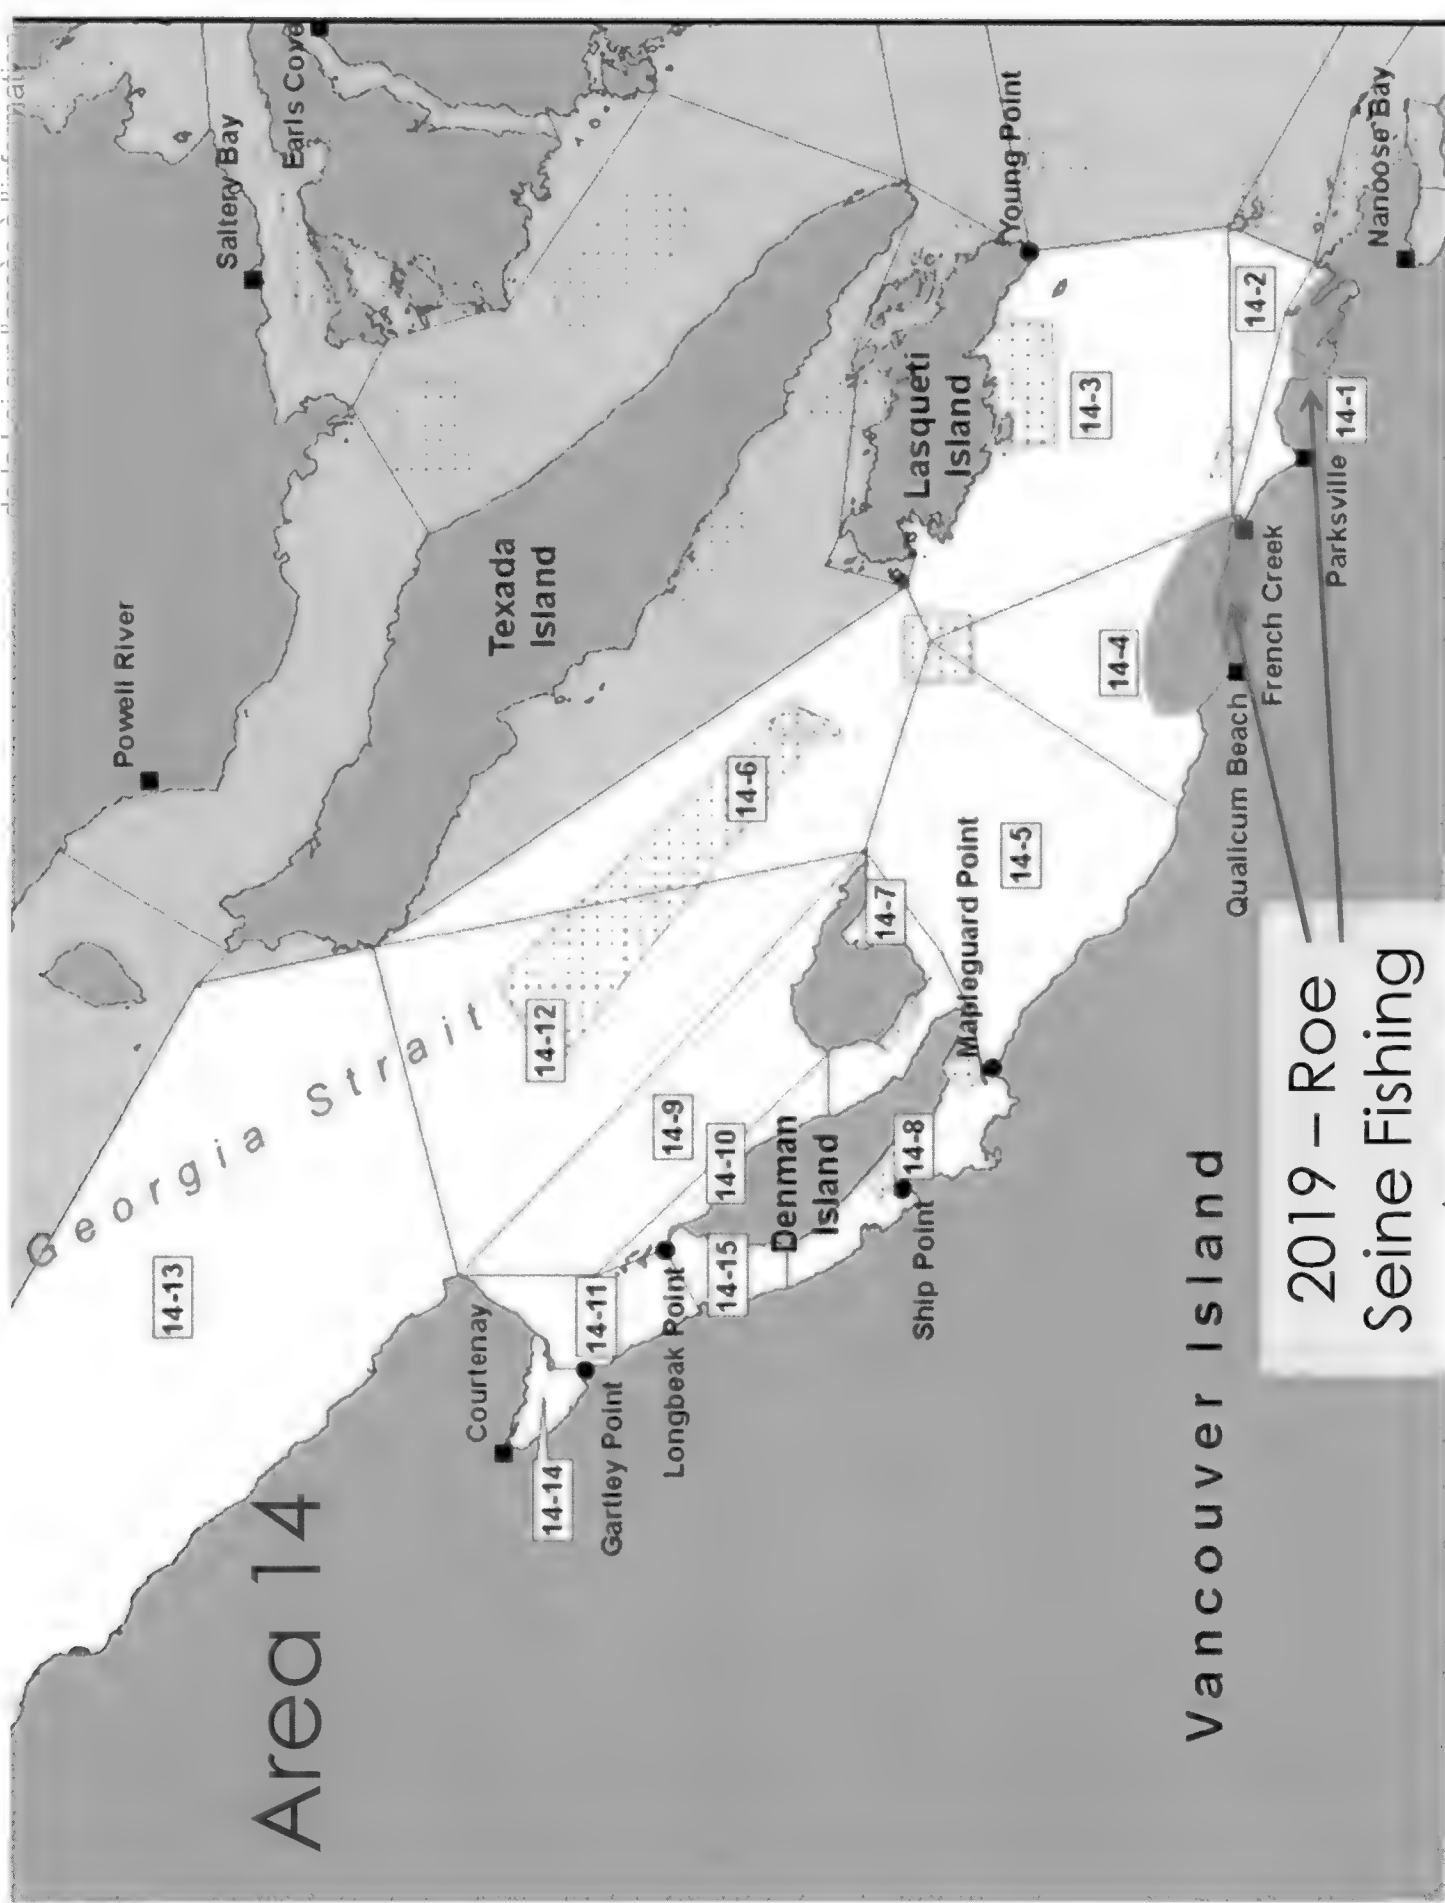 Area 14
Georgia Strait
Powell River
Saltery Bay
Earls Cove
Texada
Island
Lasqueti
Island
Young Point
Nanoose Bay
Courtenay
Gartley Point
Longbeak Point
Denman
Island
Ship Point
Mapleguard Point
Qualicum Beach
French Creek
Parksville
Vancouver Island
14-13
14-12
14-6
14-9
14-10
14-7
14-5
14-4
14-3
14-2
14-1
14-8
14-15
14-11
14-14
2019 – Roe
Seine Fishing